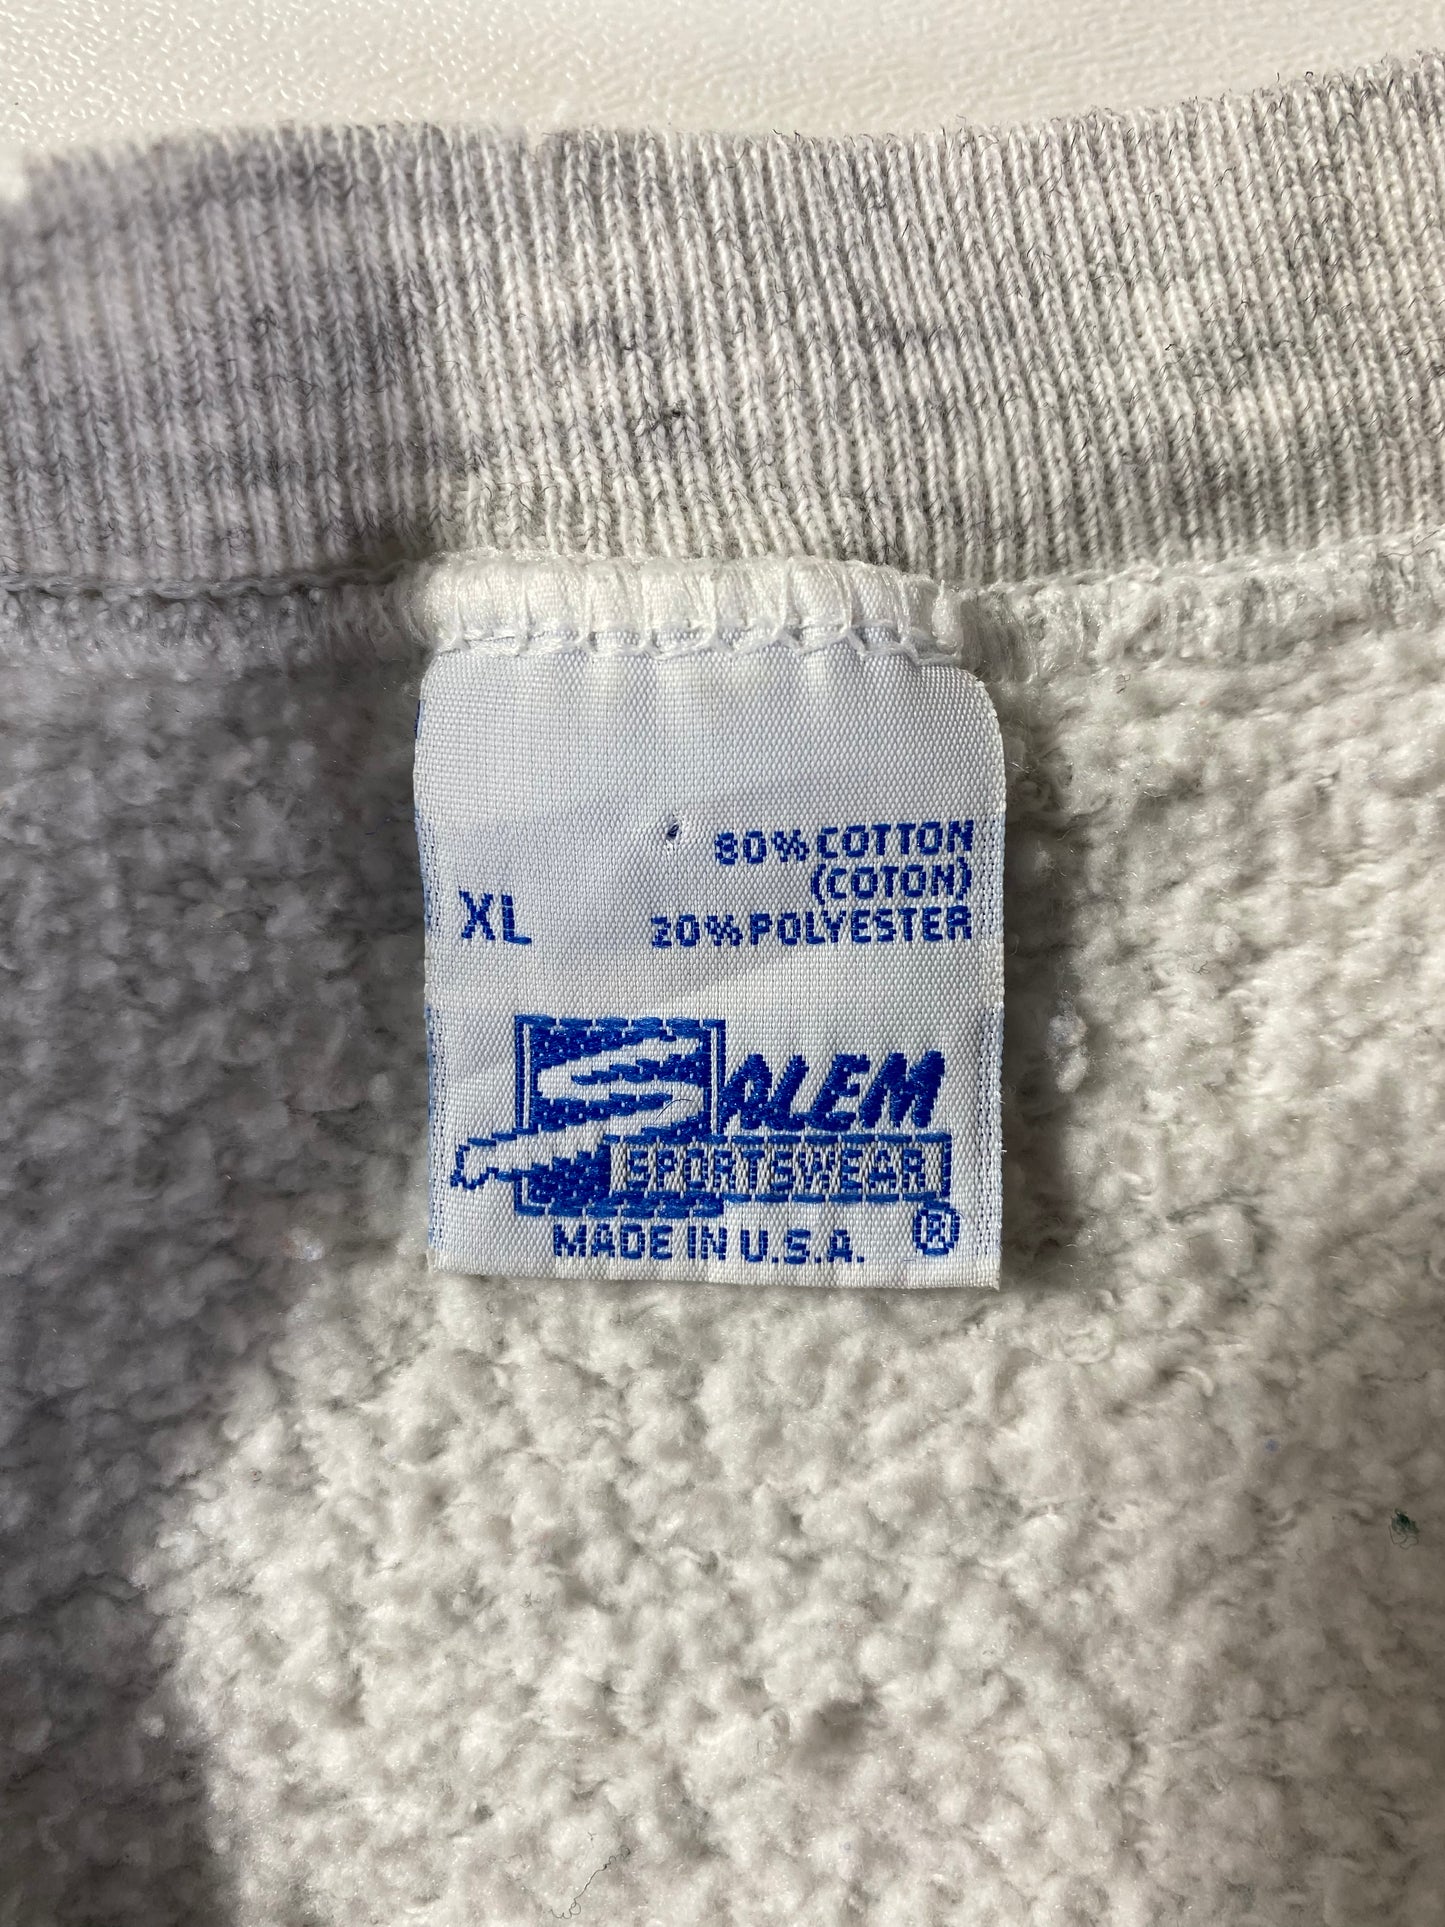 80% COTTON
(COTON)
XL 20% POLYESTER
SALEM
SPORTSWEAR
MADE IN U.S.A. ®